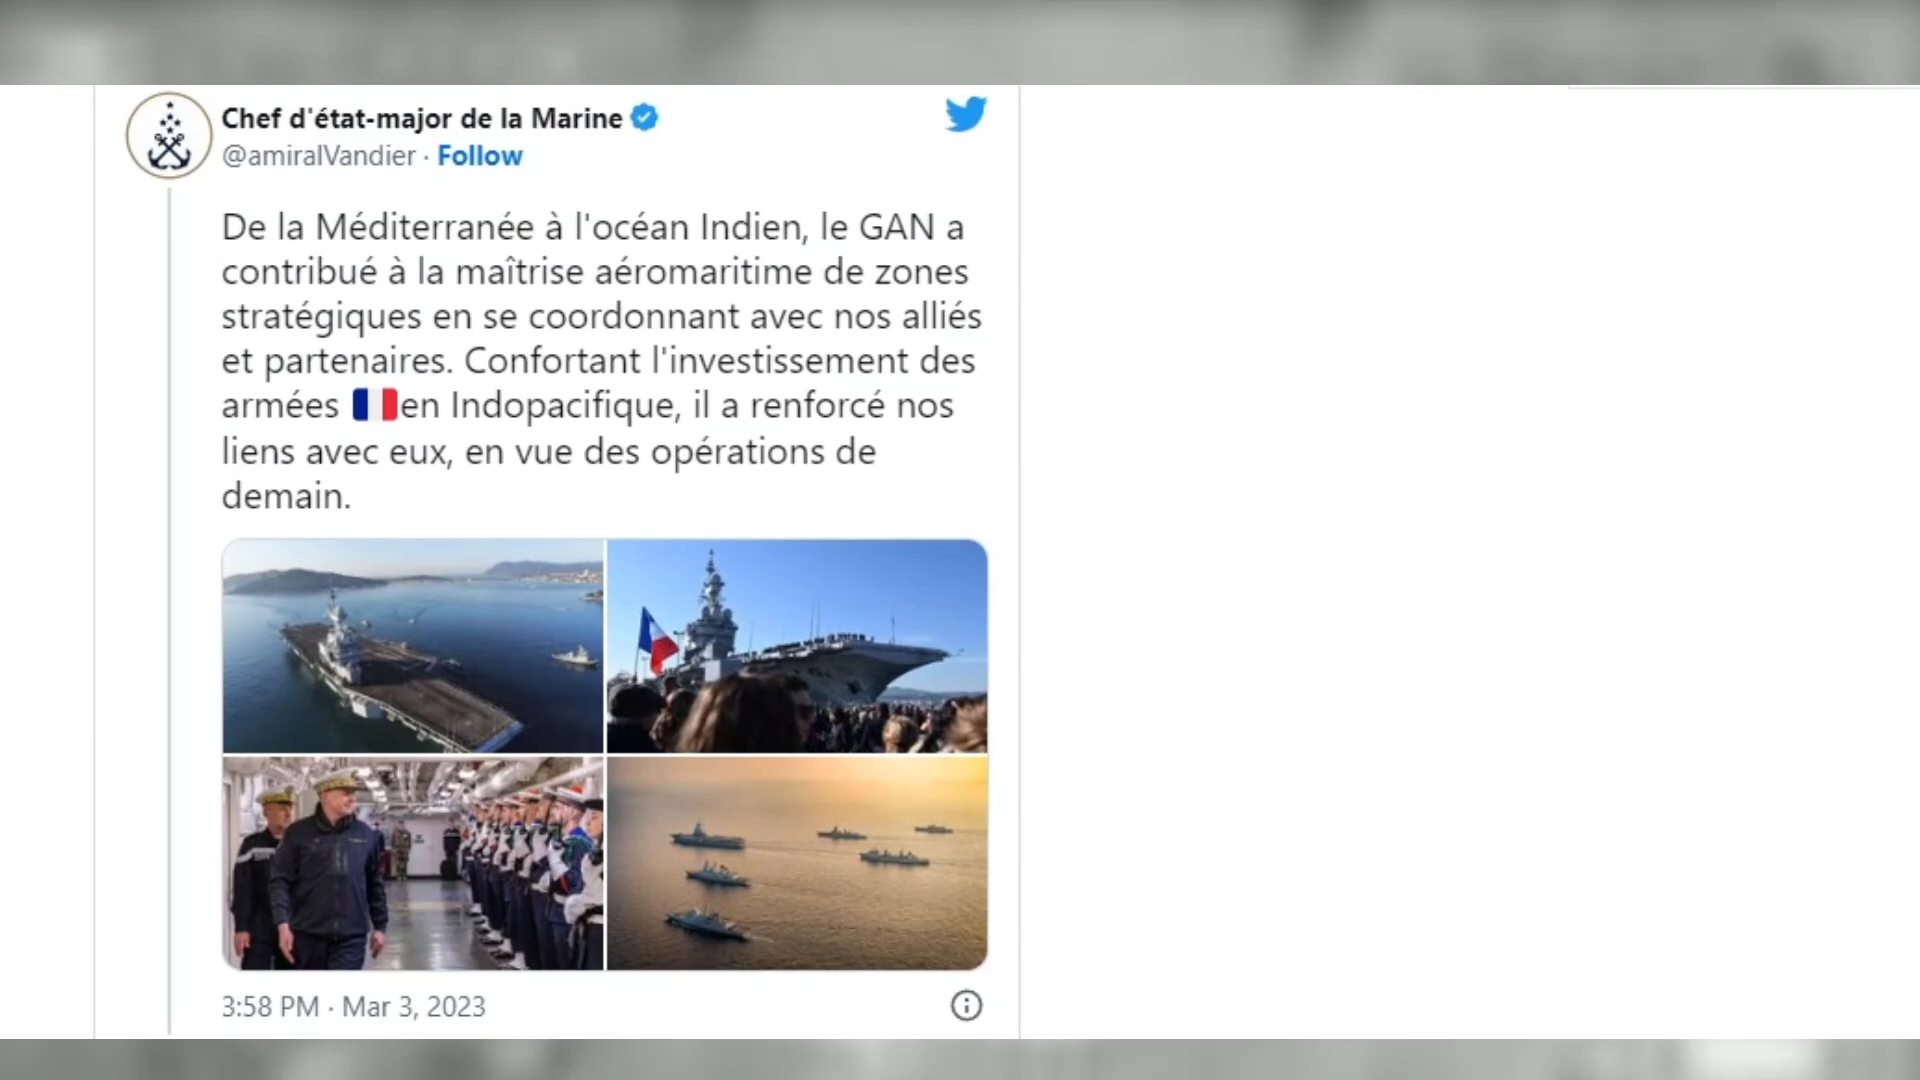 Chef d'état-major de la Marine
@amiralVandier · Follow
De la Méditerranée à l'océan Indien, le GAN a
contribué à la maîtrise aéromaritime de zones
stratégiques en se coordonnant avec nos alliés
et partenaires. Confortant l'investissement des
armées 🇫🇷en Indopacifique, il a renforcé nos
liens avec eux, en vue des opérations de
demain.
3:58 PM · Mar 3, 2023